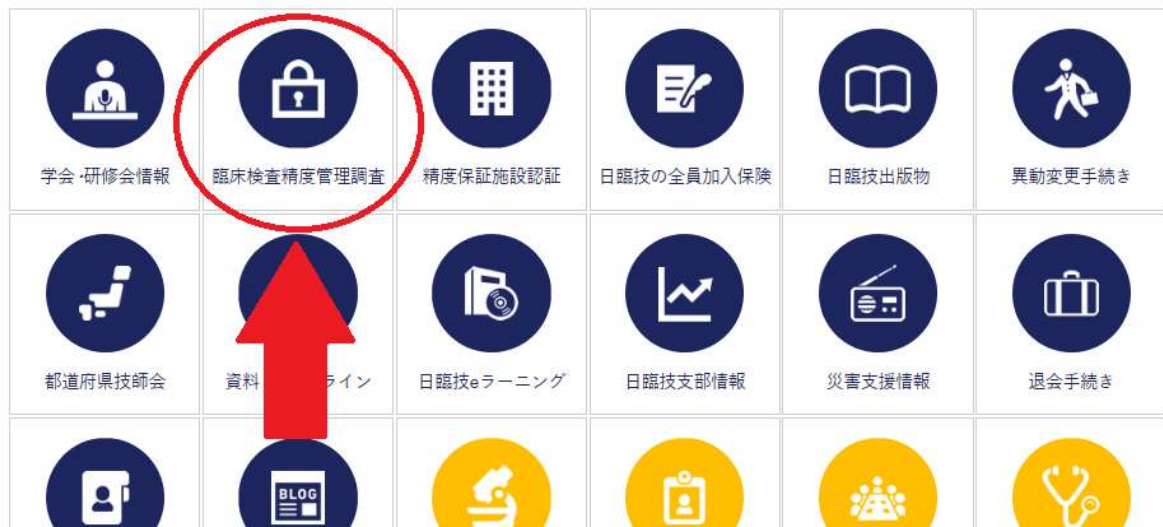 学会・研修会情報
臨床検査精度管理調査
精度保証施設認証
日臨技の全員加入保険
日臨技出版物
異動変更手続き
都道府県技師会
資料
ライン
日臨技eラーニング
日臨技支部情報
災害支援情報
退会手続き
BLOG